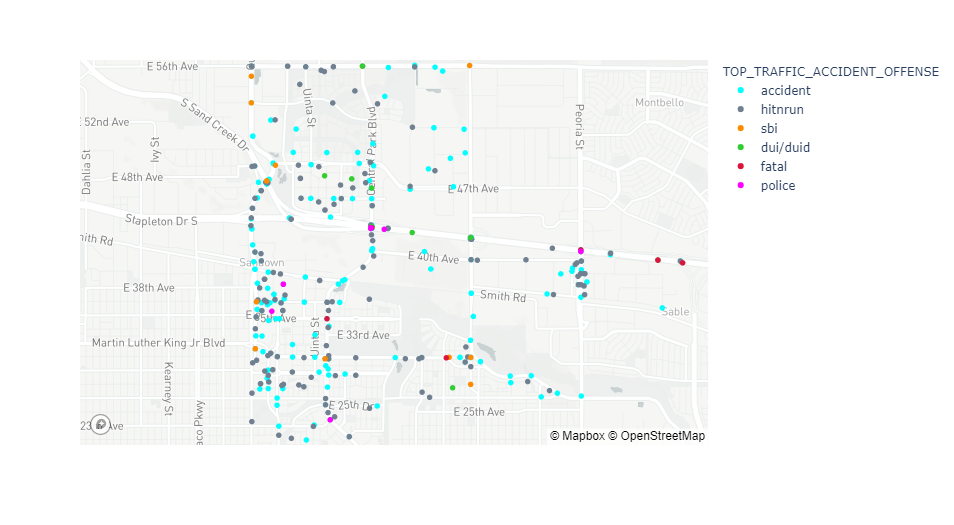 E 56th Ave
S Sand Creek Dr
Uinta St
Central Park Blvd
Peoria St
Montbello
52nd Ave
Ivy St
Dahlia St
E 48th Ave
E 47th Ave
Stapleton Dr S
Smith Rd
E 40th Ave
E 38th Ave
Smith Rd
Sable
Uinta St
E 33rd Ave
Martin Luther King Jr Blvd
Kearney St
E 25th Dr
E 25th Ave
© Mapbox © OpenStreetMap
TOP_TRAFFIC_ACCIDENT_OFFENSE
accident
hitnrun
sbi
dui/duid
fatal
police